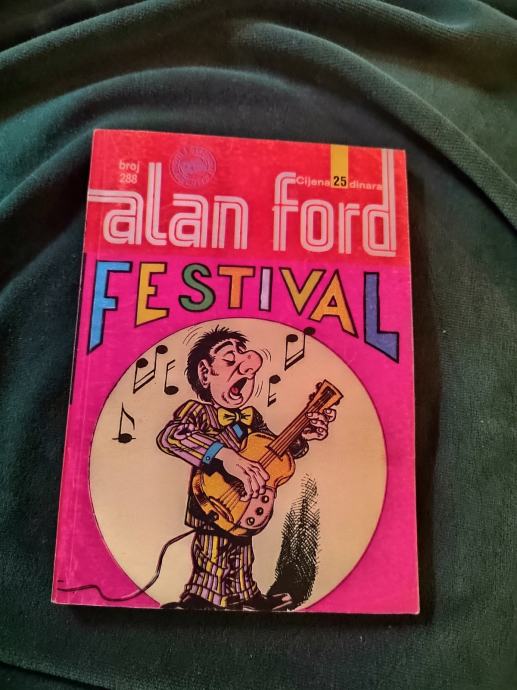 broj
288
Cijena 25 dinara
alan ford
FESTIVAL